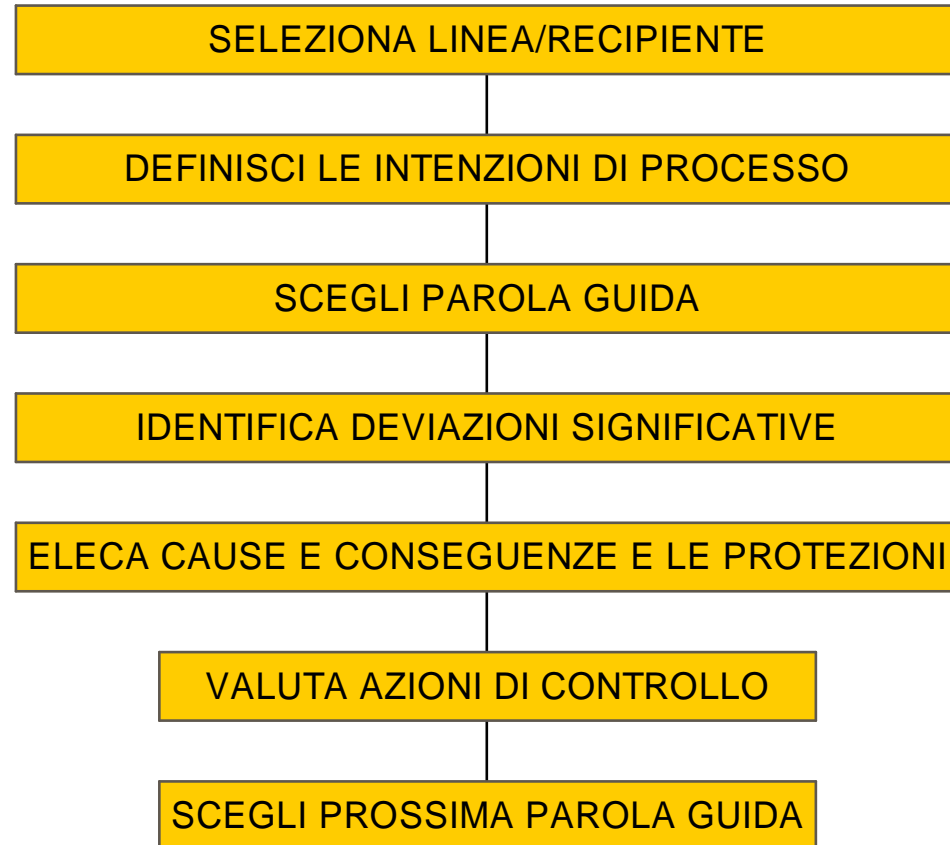 SELEZIONA LINEA/RECIPIENTE
DEFINISCI LE INTENZIONI DI PROCESSO
SCEGLI PAROLA GUIDA
IDENTIFICA DEVIAZIONI SIGNIFICATIVE
ELECA CAUSE E CONSEGUENZE E LE PROTEZIONI
VALUTA AZIONI DI CONTROLLO
SCEGLI PROSSIMA PAROLA GUIDA